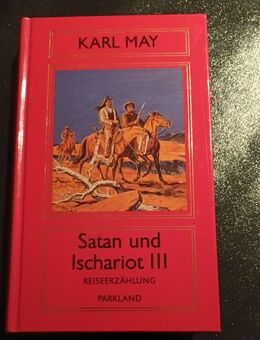 KARL MAY
Satan und
Ischariot III
REISEERZÄHLUNG
PARKLAND